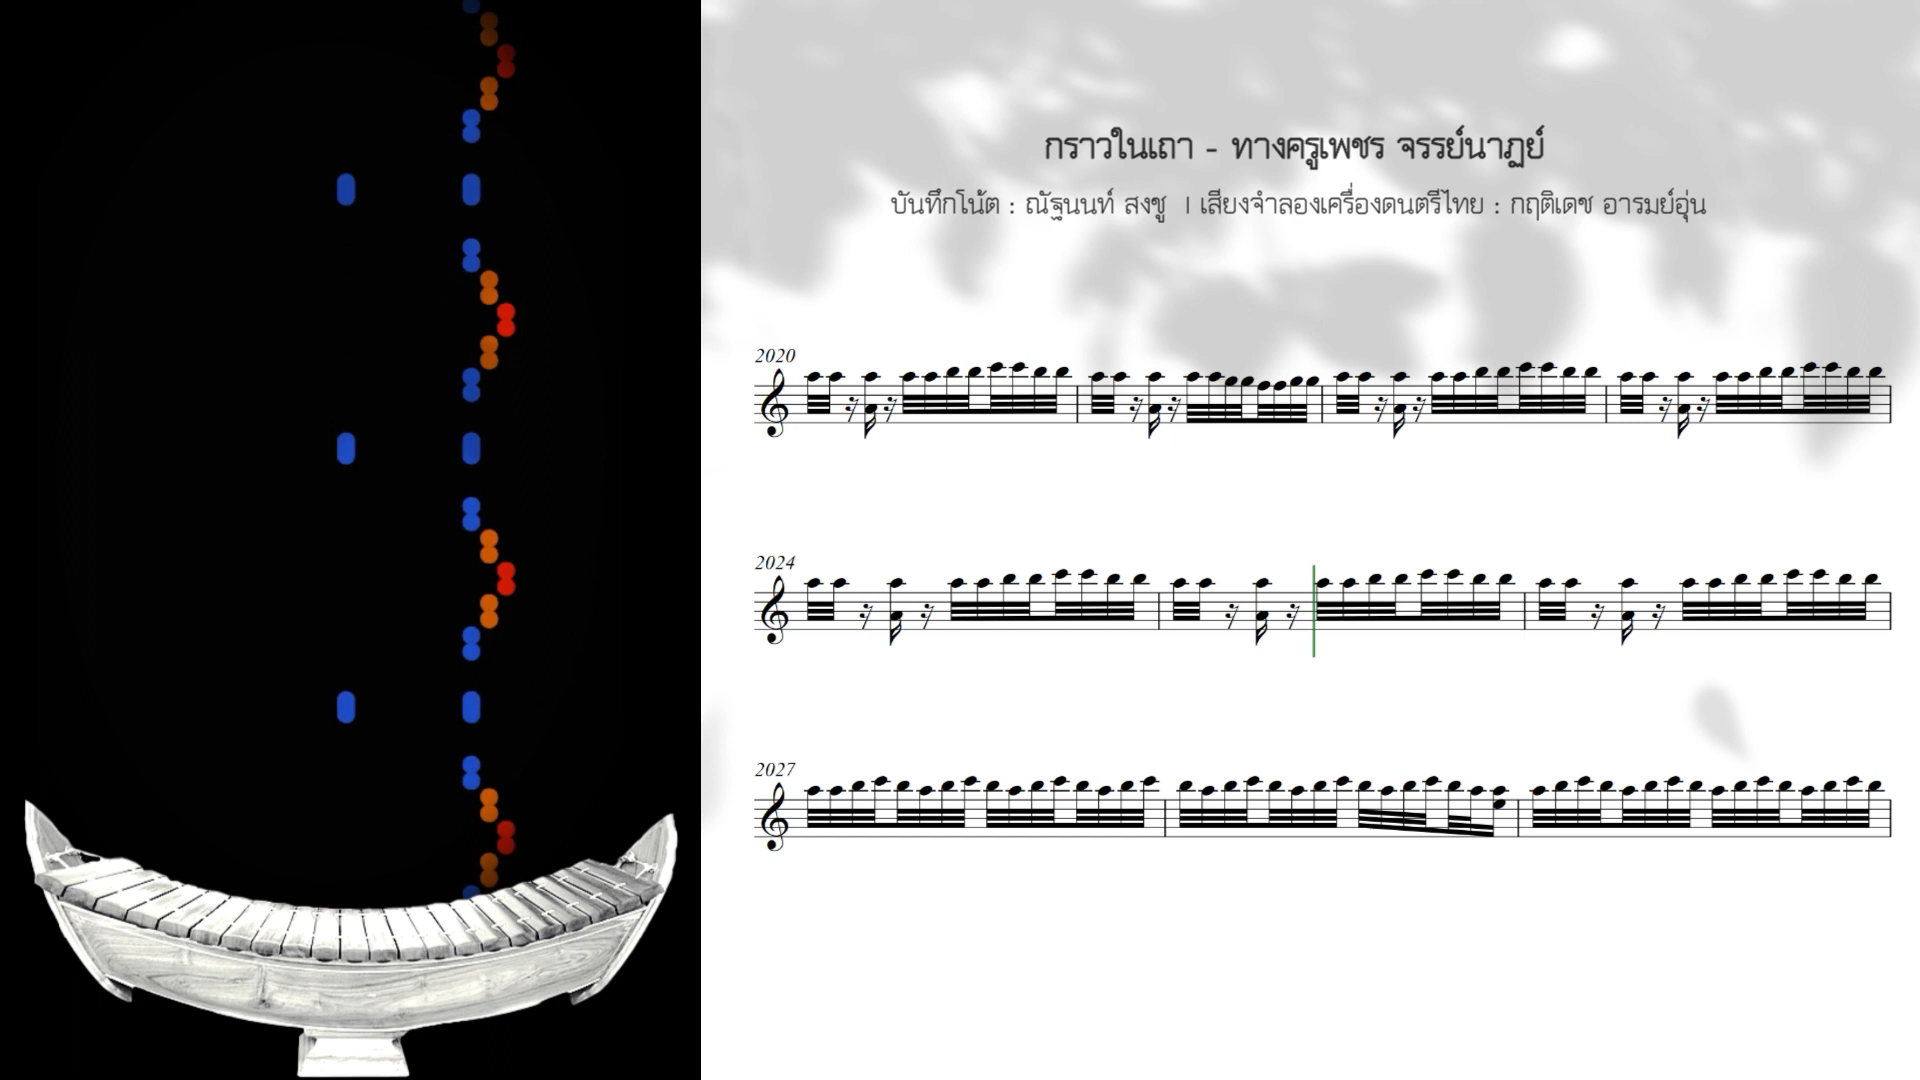 กราวในเถา - ทางครูเพชร จรรย์นาฏย์
บันทึกโน้ต : ณัฐนนท์ สงชู | เสียงจำลองเครื่องดนตรีไทย : กฤติเดช อารมย์อุ่น
2020
2024
2027